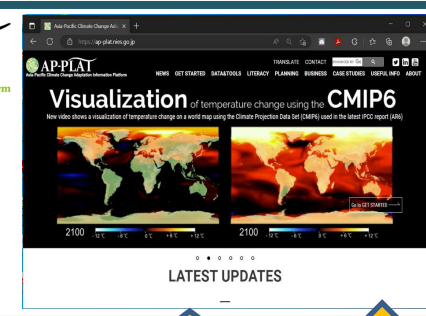 Asia-Pacific Climate Change Ada
https://ap-plat.nies.go.jp
rm
AP-PLAT
Asia-Pacific Climate Change Adaptation Information Platform
TRANSLATE CONTACT
NEWS GET STARTED DATA&TOOLS LITERACY PLANNING BUSINESS CASE STUDIES USEFUL INFO ABOUT
Visualization of temperature change using the CMIP6
New video shows a visualization of temperature change on a world map using the Climate Projection Data Set (CMIP6) used in the latest IPCC report (AR6)
Go to GET STARTED
2100 -12℃ -6℃ 0℃ +6℃ +12℃
2100 -12℃ -6℃ 0℃ +6℃ +12℃
LATEST UPDATES